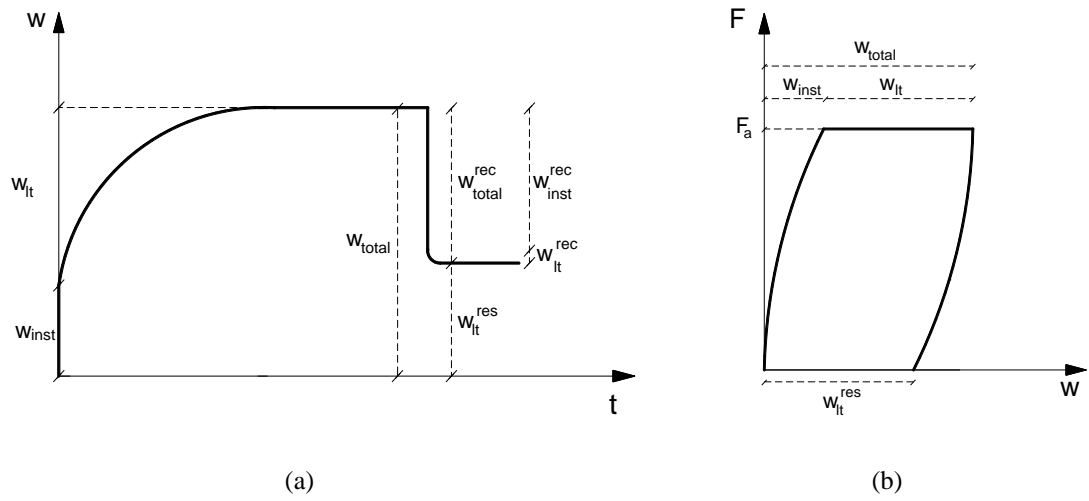 w
w_lt
w_inst
w_total
w_total^rec
w_inst^rec
w_lt^rec
w_lt^res
t
(a)
F
w_total
w_inst
w_lt
F_a
w_lt^res
w
(b)